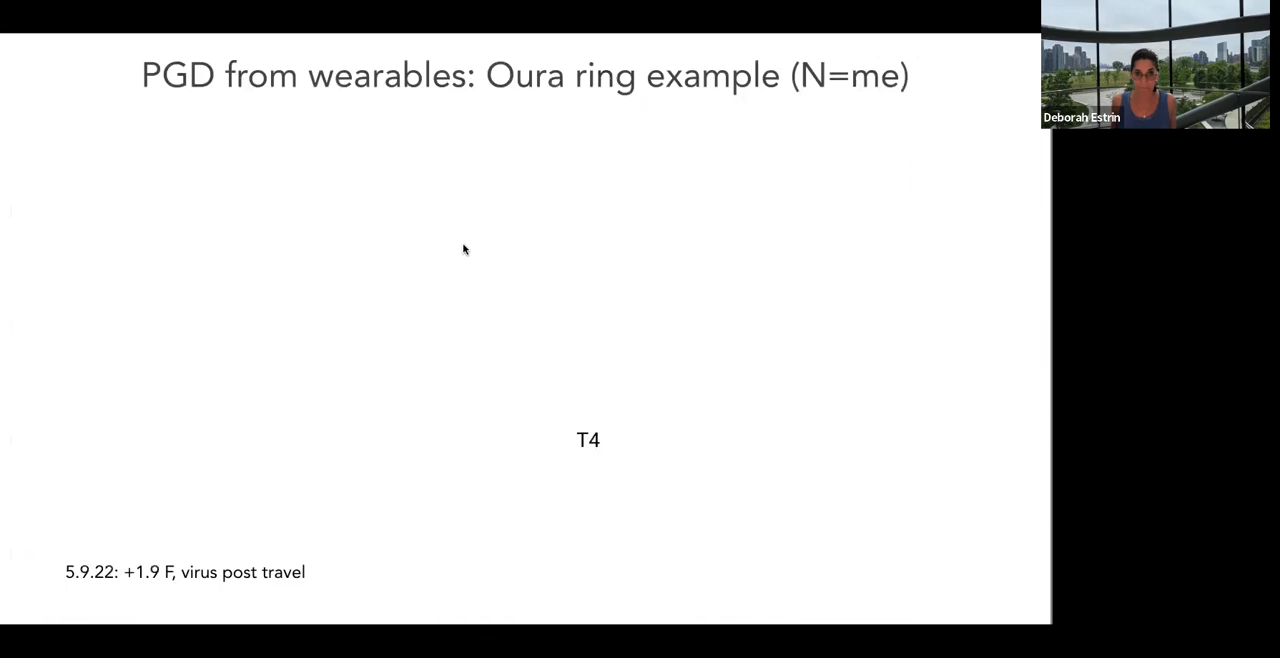 PGD from wearables: Oura ring example (N=me)
Deborah Estrin
T4
5.9.22: +1.9 F, virus post travel